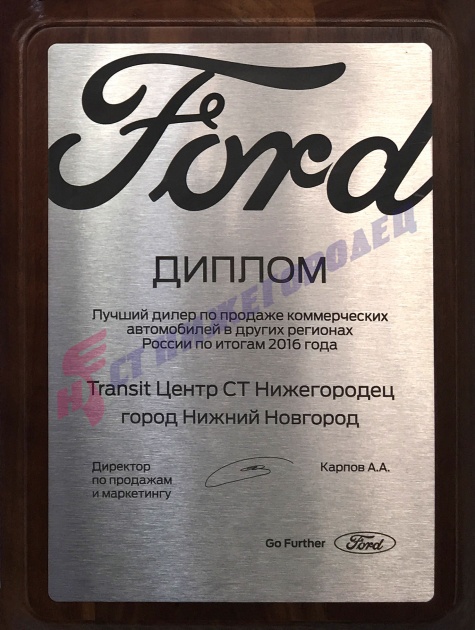 Ford
ДИПЛОМ
Лучший дилер по продаже коммерческих
автомобилей в других регионах
России по итогам 2016 года
Transit Центр СТ Нижегородец
город Нижний Новгород
СТ НИЖЕГОРОДЕЦ
Директор
по продажам
и маркетингу
Карпов А.А.
Go Further
Ford